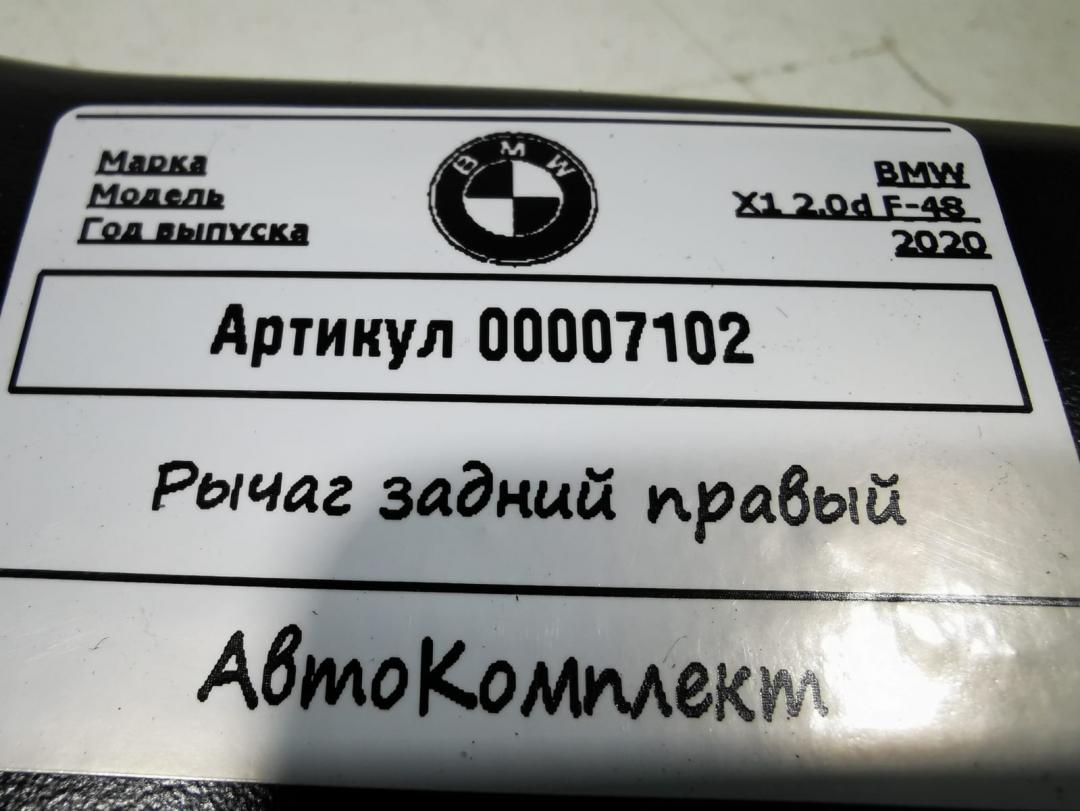 Марка BMW
Модель X1 2.0d F-48
Год выпуска 2020
BMW
Артикул 00007102
Рычаг задний правый
АвтоКомплект